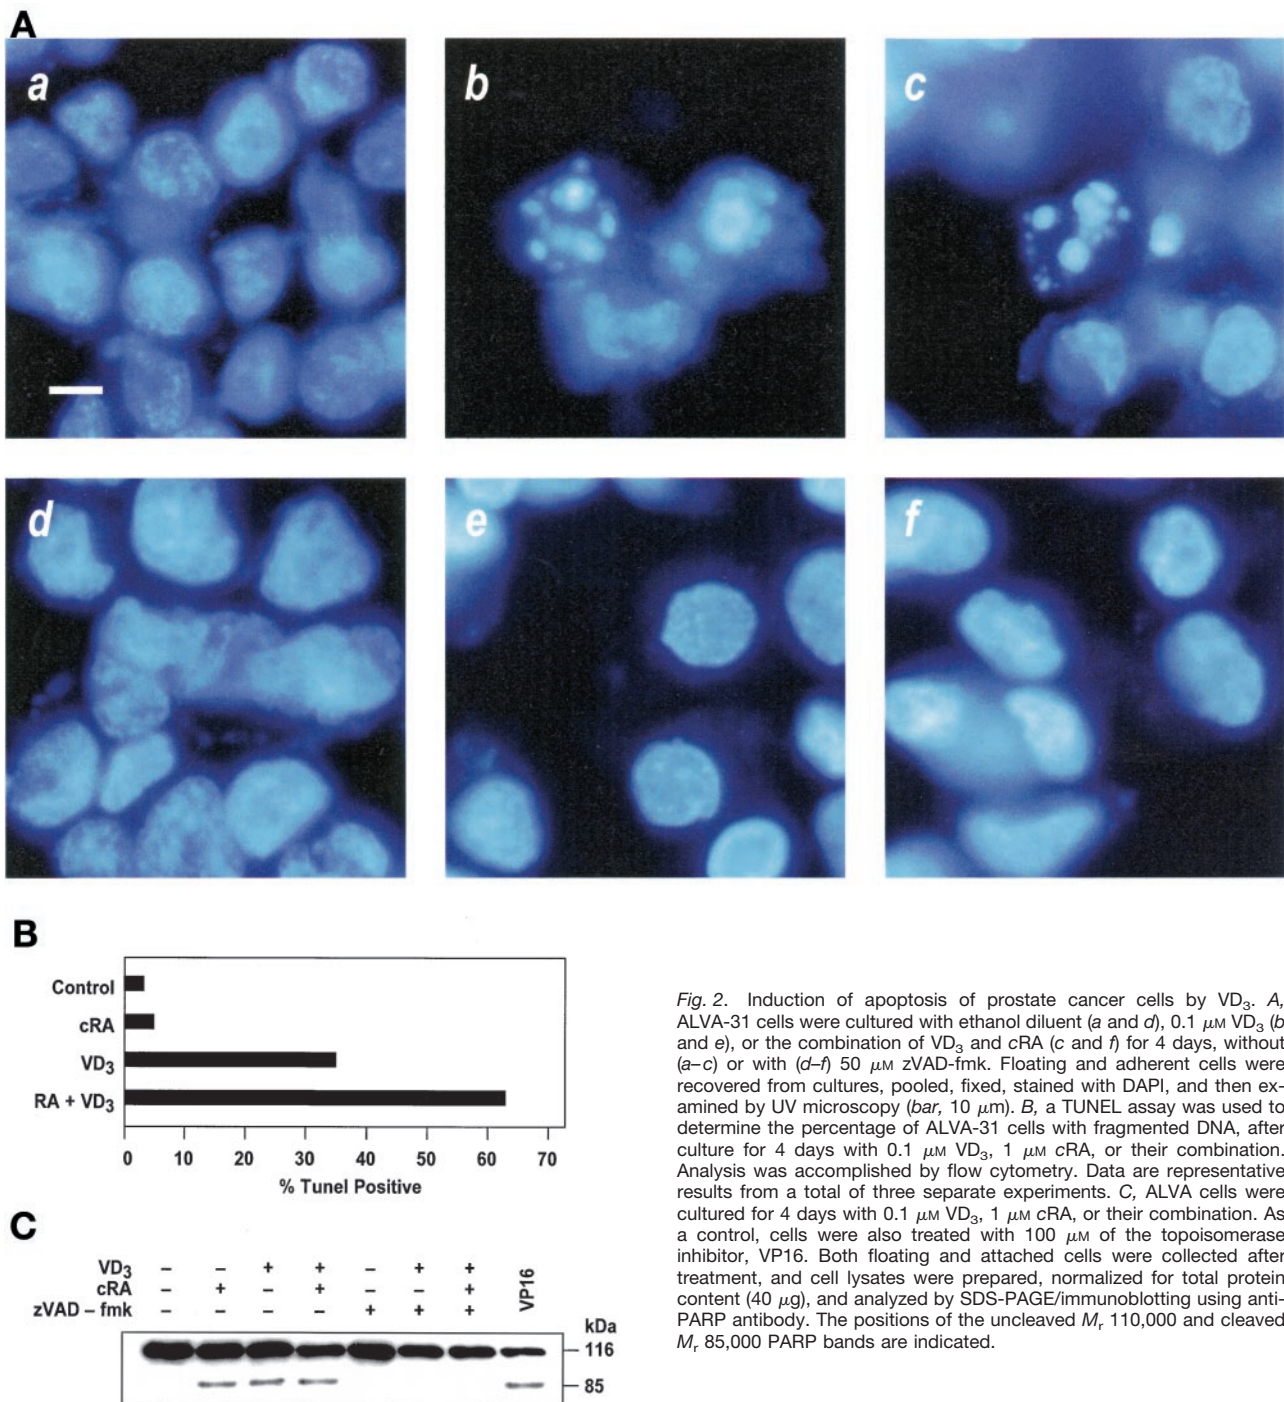 A
a
b
c
d
e
f
B
Control
cRA
VD₃
RA + VD₃
0 10 20 30 40 50 60 70
% Tunel Positive
C
VD₃ – – + + – + + VP16
cRA – + – + – – +
zVAD – fmk – – – – + + +
kDa
116
85
Fig. 2. Induction of apoptosis of prostate cancer cells by VD₃. A,
ALVA-31 cells were cultured with ethanol diluent (a and d), 0.1 μM VD₃ (b
and e), or the combination of VD₃ and cRA (c and f) for 4 days, without
(a–c) or with (d–f) 50 μM zVAD-fmk. Floating and adherent cells were
recovered from cultures, pooled, fixed, stained with DAPI, and then ex-
amined by UV microscopy (bar, 10 μm). B, a TUNEL assay was used to
determine the percentage of ALVA-31 cells with fragmented DNA, after
culture for 4 days with 0.1 μM VD₃, 1 μM cRA, or their combination.
Analysis was accomplished by flow cytometry. Data are representative
results from a total of three separate experiments. C, ALVA cells were
cultured for 4 days with 0.1 μM VD₃, 1 μM cRA, or their combination. As
a control, cells were also treated with 100 μM of the topoisomerase
inhibitor, VP16. Both floating and attached cells were collected after
treatment, and cell lysates were prepared, normalized for total protein
content (40 μg), and analyzed by SDS-PAGE/immunoblotting using anti-
PARP antibody. The positions of the uncleaved Mᵣ 110,000 and cleaved
Mᵣ 85,000 PARP bands are indicated.